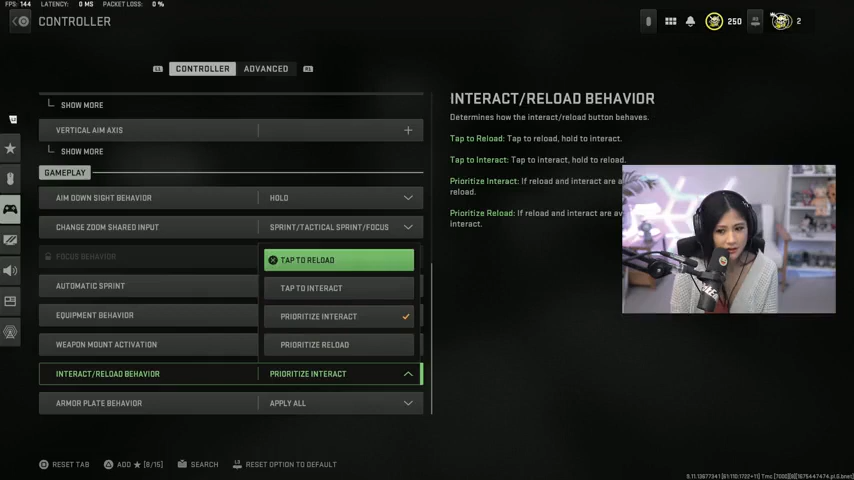 FPS: 144 LATENCY: 0 MS PACKET LOSS: 0 %
CONTROLLER
250
2
L1 CONTROLLER ADVANCED R1
SHOW MORE
VERTICAL AIM AXIS
SHOW MORE
GAMEPLAY
AIM DOWN SIGHT BEHAVIOR HOLD
CHANGE ZOOM SHARED INPUT SPRINT/TACTICAL SPRINT/FOCUS
FOCUS BEHAVIOR
AUTOMATIC SPRINT
EQUIPMENT BEHAVIOR
WEAPON MOUNT ACTIVATION
TAP TO RELOAD
TAP TO INTERACT
PRIORITIZE INTERACT
PRIORITIZE RELOAD
INTERACT/RELOAD BEHAVIOR PRIORITIZE INTERACT
ARMOR PLATE BEHAVIOR APPLY ALL
INTERACT/RELOAD BEHAVIOR
Determines how the interact/reload button behaves.
Tap to Reload: Tap to reload, hold to interact.
Tap to Interact: Tap to interact, hold to reload.
Prioritize Interact: If reload and interact are a
reload.
Prioritize Reload: If reload and interact are av
interact.
RESET TAB ADD ★ [8/15] SEARCH RESET OPTION TO DEFAULT